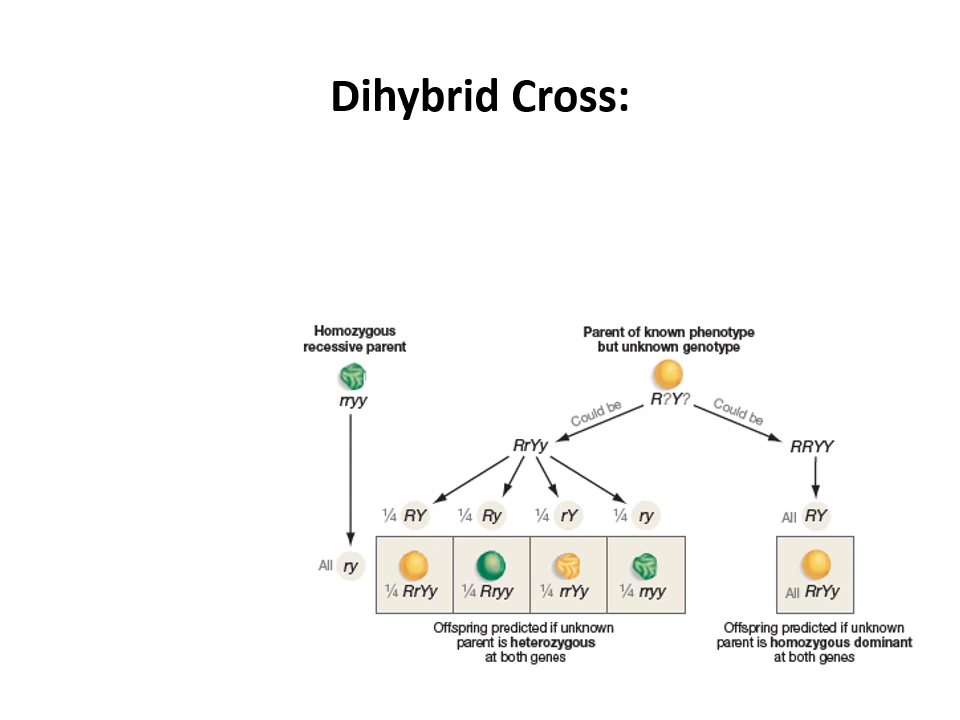 Dihybrid Cross:
Homozygous
recessive parent
rryy
Parent of known phenotype
but unknown genotype
R?Y?
Could be
Could be
RrYy
RRYY
¼ RY
¼ Ry
¼ rY
¼ ry
All RY
All ry
¼ RrYy
¼ Rryy
¼ rrYy
¼ rryy
All RrYy
Offspring predicted if unknown
parent is heterozygous
at both genes
Offspring predicted if unknown
parent is homozygous dominant
at both genes